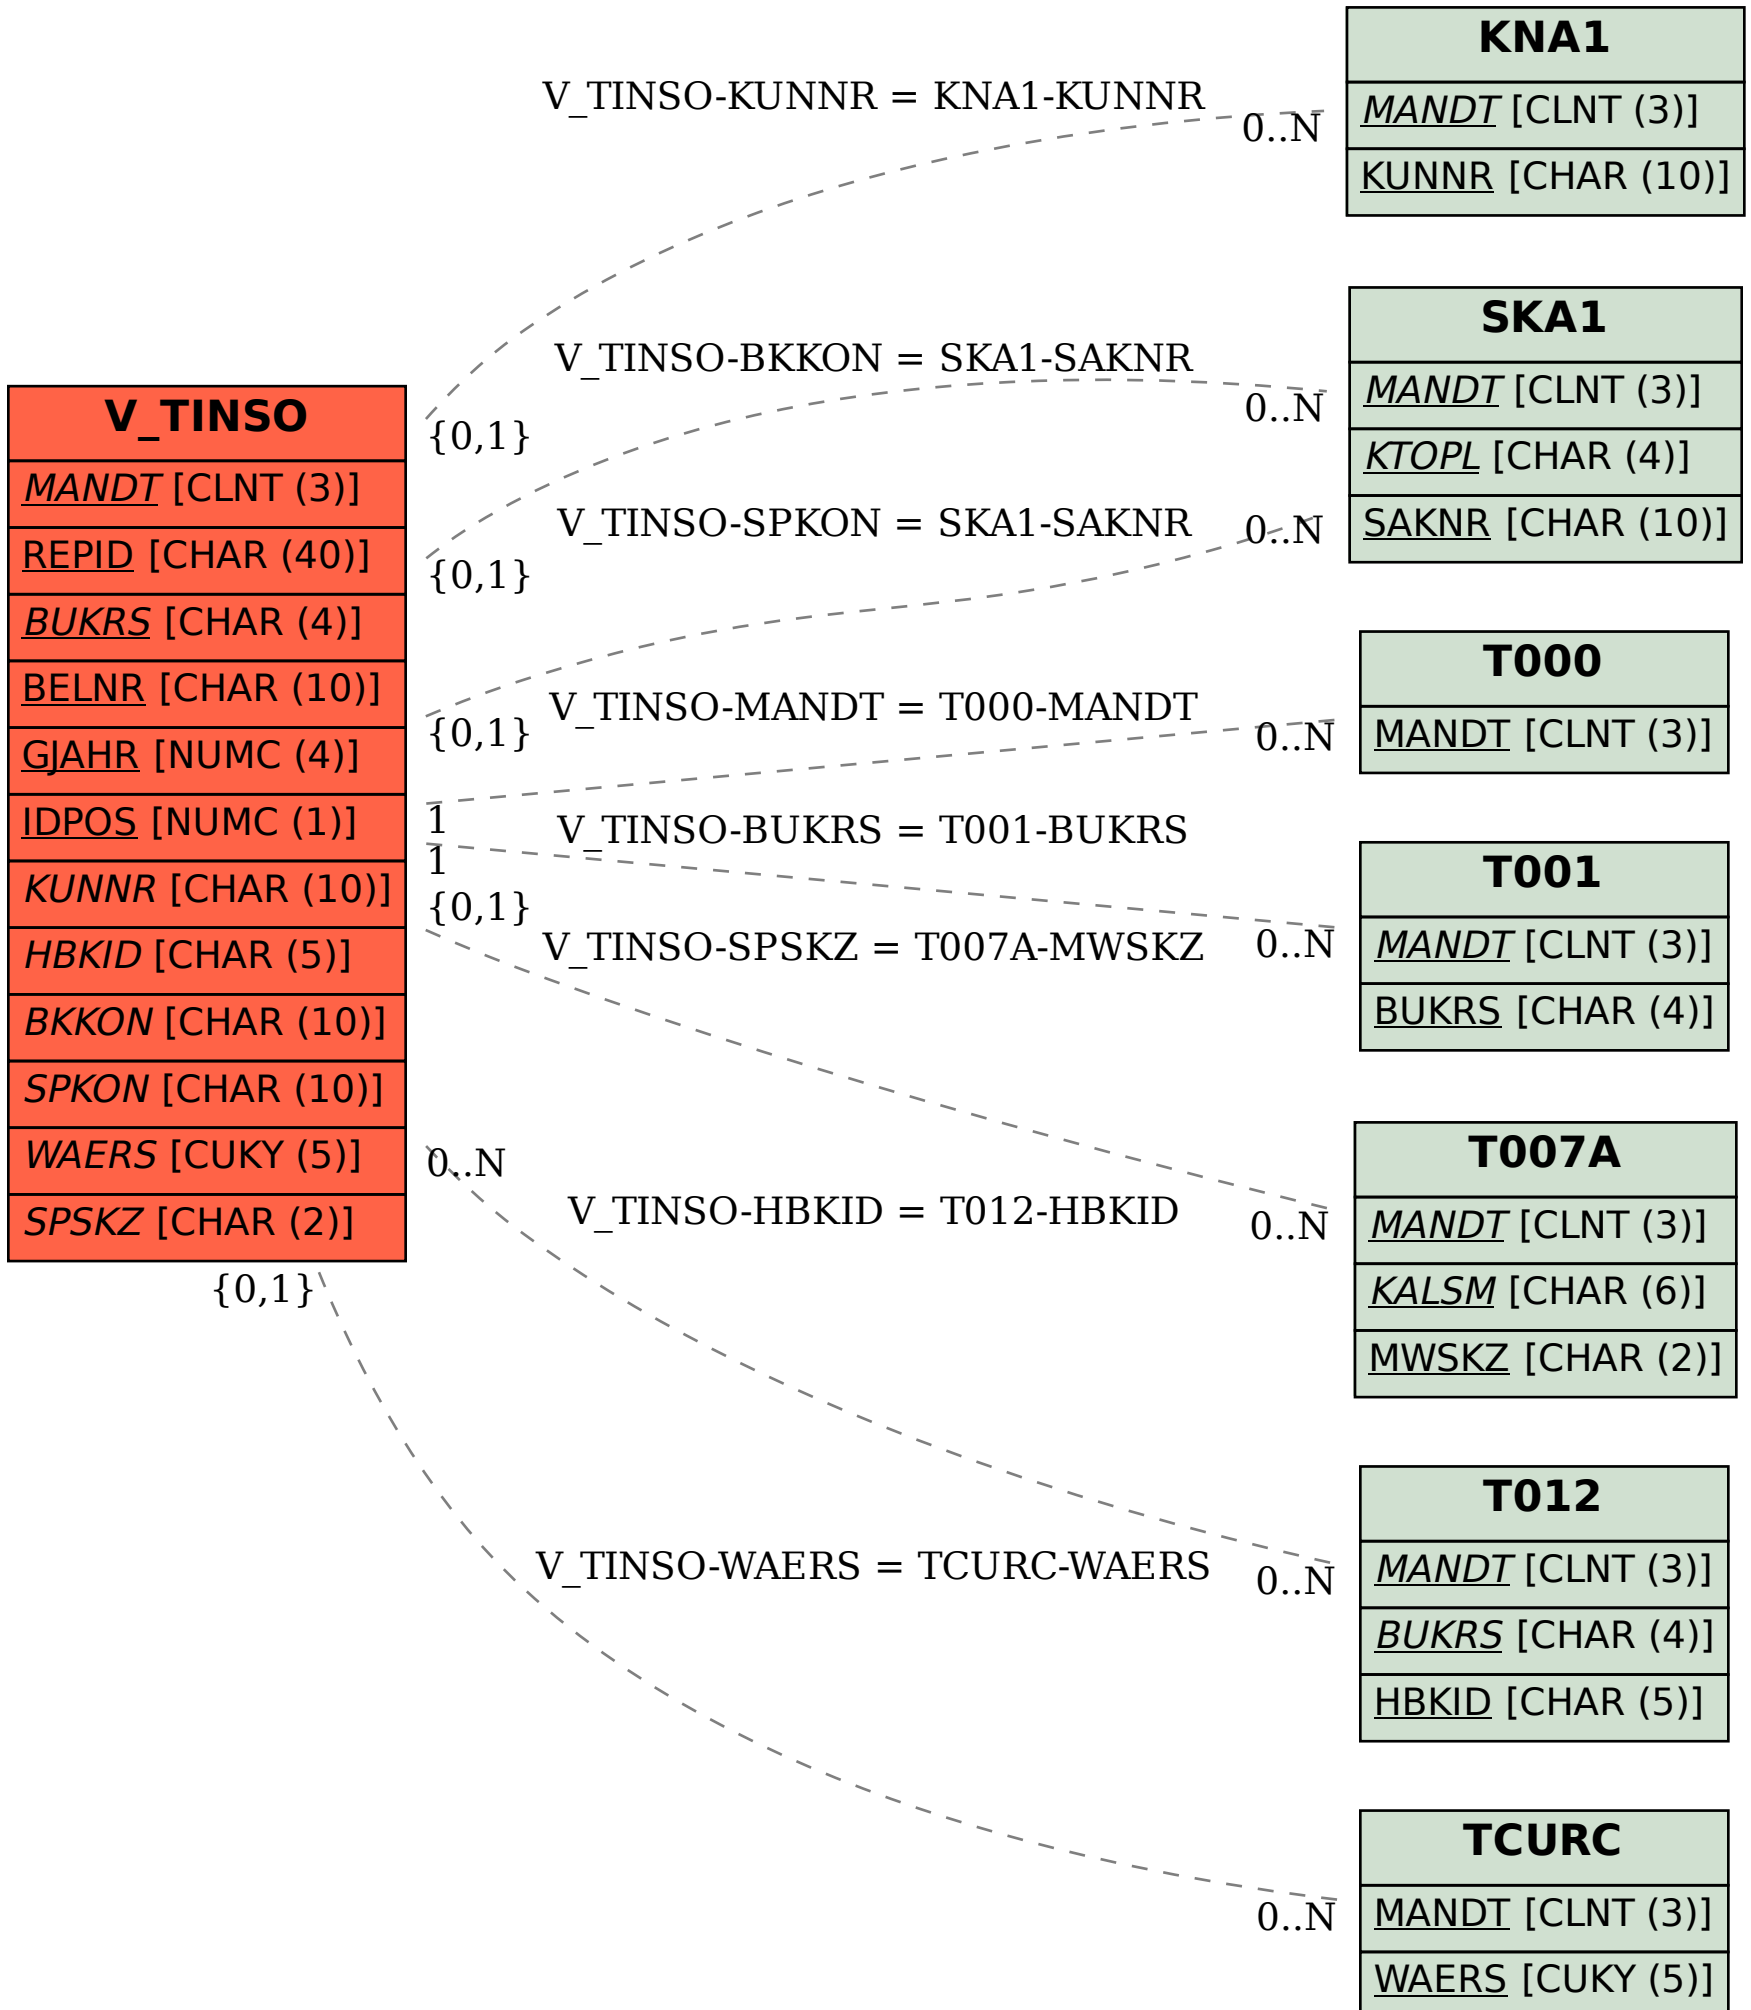 V_TINSO
MANDT [CLNT (3)]
REPID [CHAR (40)]
BUKRS [CHAR (4)]
BELNR [CHAR (10)]
GJAHR [NUMC (4)]
IDPOS [NUMC (1)]
KUNNR [CHAR (10)]
HBKID [CHAR (5)]
BKKON [CHAR (10)]
SPKON [CHAR (10)]
WAERS [CUKY (5)]
SPSKZ [CHAR (2)]
V_TINSO-KUNNR = KNA1-KUNNR
0..N
{0,1}
V_TINSO-BKKON = SKA1-SAKNR
0..N
{0,1}
V_TINSO-SPKON = SKA1-SAKNR
0..N
{0,1}
V_TINSO-MANDT = T000-MANDT
0..N
1
V_TINSO-BUKRS = T001-BUKRS
1
0..N
{0,1}
V_TINSO-SPSKZ = T007A-MWSKZ
0..N
0..N
V_TINSO-HBKID = T012-HBKID
0..N
{0,1}
V_TINSO-WAERS = TCURC-WAERS
0..N
KNA1
MANDT [CLNT (3)]
KUNNR [CHAR (10)]
SKA1
MANDT [CLNT (3)]
KTOPL [CHAR (4)]
SAKNR [CHAR (10)]
T000
MANDT [CLNT (3)]
T001
MANDT [CLNT (3)]
BUKRS [CHAR (4)]
T007A
MANDT [CLNT (3)]
KALSM [CHAR (6)]
MWSKZ [CHAR (2)]
T012
MANDT [CLNT (3)]
BUKRS [CHAR (4)]
HBKID [CHAR (5)]
TCURC
MANDT [CLNT (3)]
WAERS [CUKY (5)]